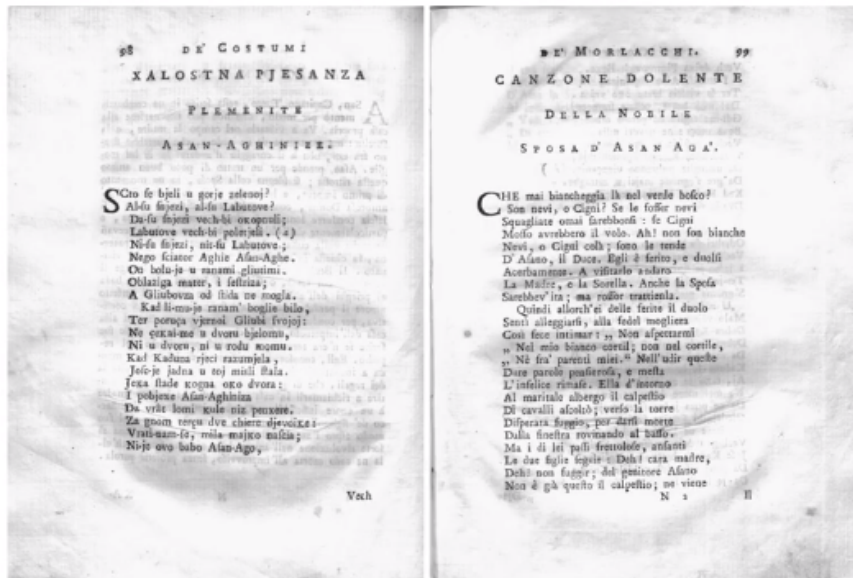 98 DE' COSTUMI
XALOSTNA PJESANZA
PLEMENITE
ASAN-AGHINIZE.
Scto se bjeli u gorje zelenoj?
Al-su snjezi, al-su Labutove?
Da-su snjezi vech-bi okopnuli;
Labutove vech-bi poletjeli. (a)
Ni-su snjezi, nit-su Labutove;
Nego sciator Aghie Asan-Aghe.
On bolu-je u ranami gliutimi.
Oblaziga mater, i sestriza;
A Gliubovza od stida ne mogla.
Kad li-mu-je ranam' boglie bilo,
Ter poruça vjernoi Gliubi svojoj:
Ne çekai-me u dvoru bjelomu,
Ni u dvoru, ni u rodu momu.
Kad Kaduna rjeci razumjela,
Josc-je jadna u toj misli stala.
Jeka stade kogna oko dvora:
I pobjexe Asan-Aghiniza
Da vrât lomi kule niz penxere.
Za gnom terçu dve chiere djevoike:
Vrati-nam-se, mila majko nascia;
Ni-je ovo babo Asan-Ago,
Vech
DE' MORLACCHI. 99
CANZONE DOLENTE
DELLA NOBILE
SPOSA D' ASAN AGA'.
CHE mai biancheggia là nel verde bosco?
Son nevi, o Cigni? Se le fosser nevi
Squagliate omai sarebbonsi: se Cigni
Mosso avrebbero il volo. Ah! non son bianche
Nevi, o Cigni colà; sono le tende
D' Asano, il Duce. Egli è ferito, e duolsi
Acerbamente. A visitarlo andaro
La Madre, e la Sorella. Anche la Sposa
Sarebbev' ita; ma rossor trattienla.
Quindi allorch' ei delle ferite il duolo
Sentì alleggiarsi, alla fedel mogliera
Così fece intimar: „ Non aspettarmi
„ Nel mio bianco cortil; non nel cortile,
„ Nè fra' parenti miei. “ Nell' udir queste
Dure parole pensierosa, e mesta
L' infelice rimase. Ella d' intorno
Al maritale albergo il calpestio
Di cavalli ascoltò; verso la torre
Disperata fuggio, per darsi morte
Dalla finestra rovinando al basso.
Ma i di lei passi frettolose, ansanti
Le due figlie seguir: Deh! cara madre,
Deh! non fuggir; del genitore Asano
Non è già questo il calpestio; ne viene
N 2 Il